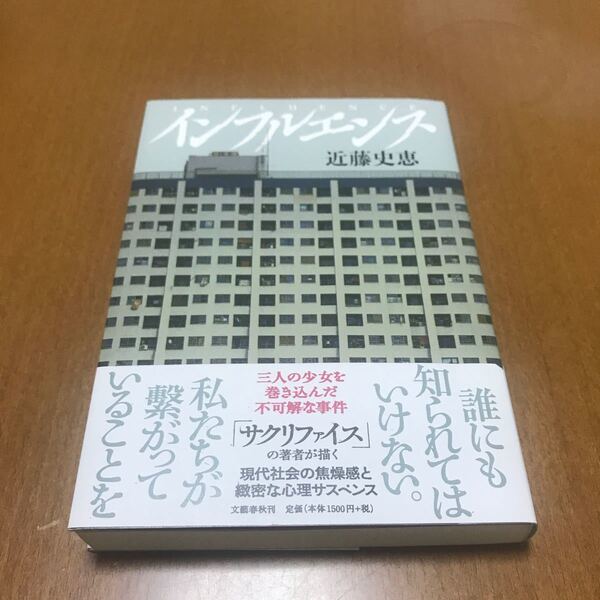 INFLUENCE
インフルエンス
近藤史恵
誰にも
知られては
いけない。
私たちが
繋がって
いることを
三人の少女を
巻き込んだ
不可解な事件
「サクリファイス」
の著者が描く
現代社会の焦燥感と
緻密な心理サスペンス
文藝春秋刊 定価(本体1500円+税)